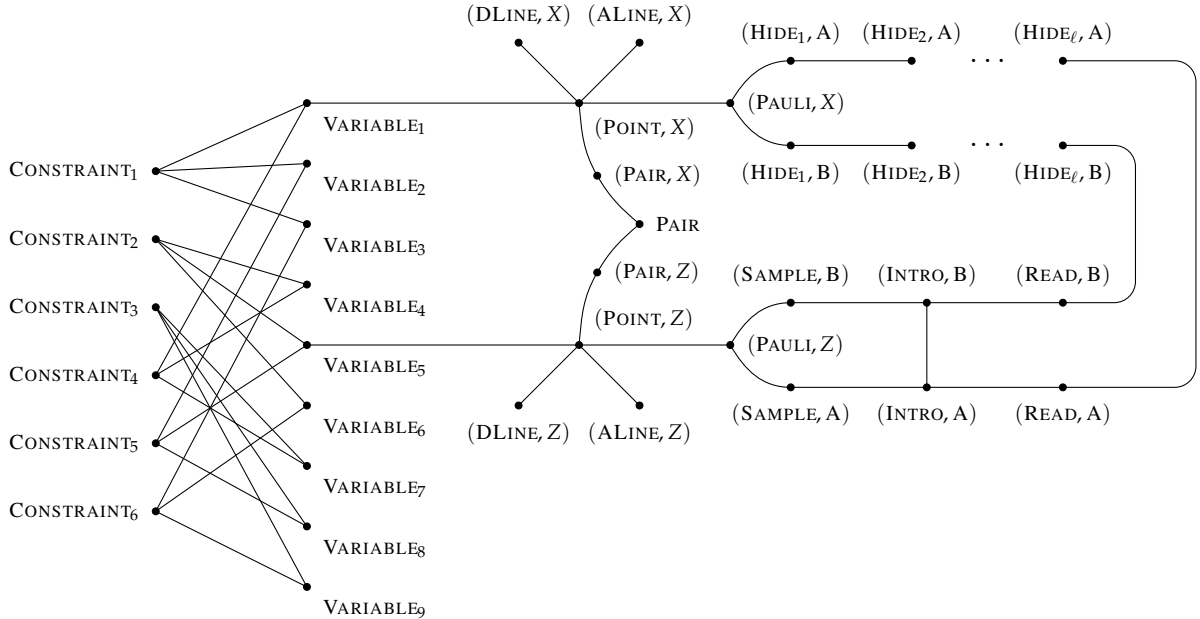 (DLINE, X) (ALINE, X)
(HIDE₁, A) (HIDE₂, A) · · · (HIDEℓ, A)
VARIABLE₁ (POINT, X) (PAULI, X)
CONSTRAINT₁ VARIABLE₂ (PAIR, X) (HIDE₁, B) (HIDE₂, B) · · · (HIDEℓ, B)
CONSTRAINT₂ VARIABLE₃ PAIR
CONSTRAINT₃ VARIABLE₄ (PAIR, Z) (SAMPLE, B) (INTRO, B) (READ, B)
(POINT, Z)
CONSTRAINT₄ VARIABLE₅ (PAULI, Z)
CONSTRAINT₅ VARIABLE₆ (DLINE, Z) (ALINE, Z) (SAMPLE, A) (INTRO, A) (READ, A)
CONSTRAINT₆ VARIABLE₇
VARIABLE₈
VARIABLE₉